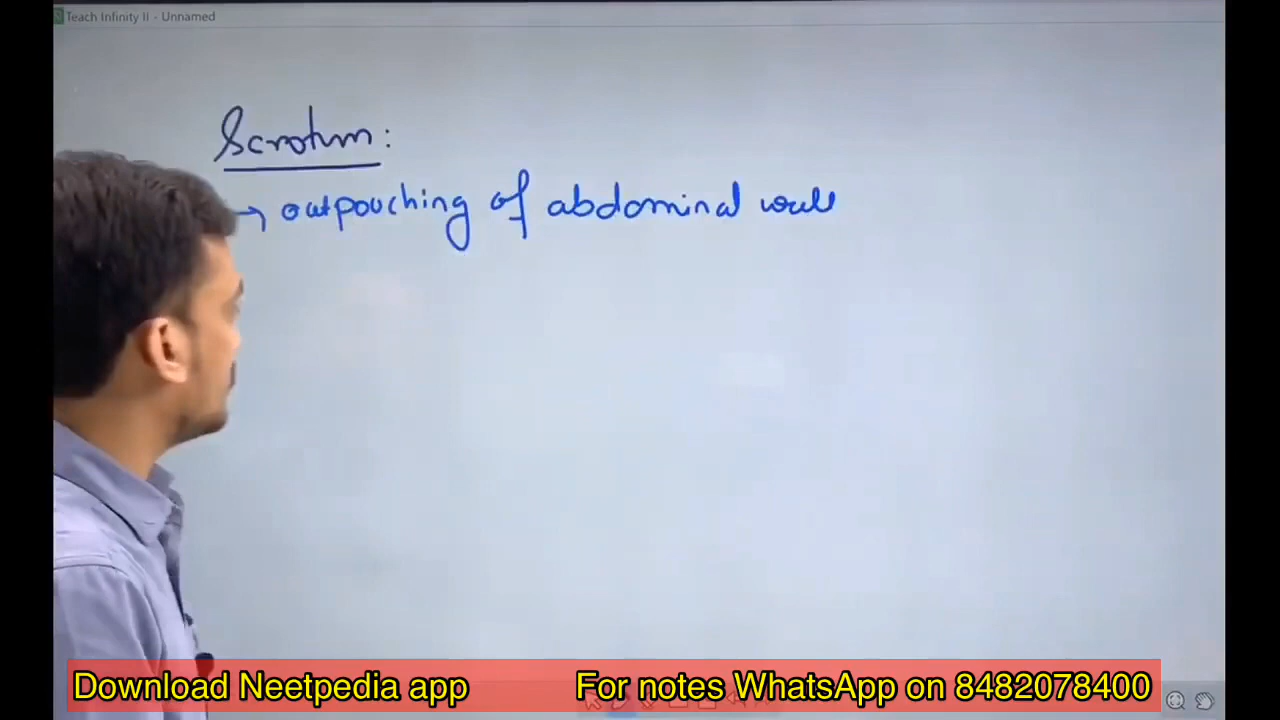 Teach Infinity II - Unnamed
Scrotum:
→ outpouching of abdominal wall
Download Neetpedia app
For notes WhatsApp on 8482078400